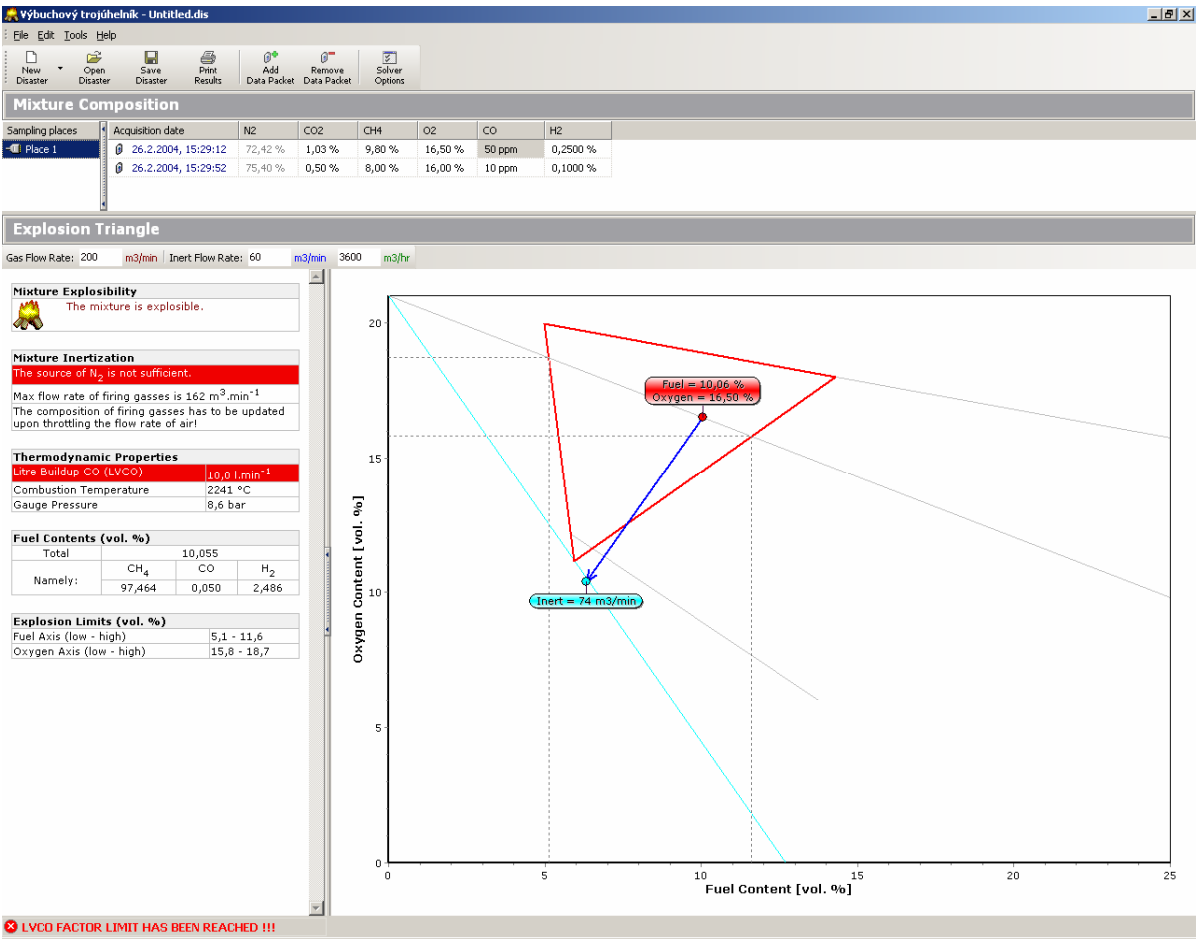 Výbuchový trojúhelník - Untitled.dis
File Edit Tools Help
New Disaster
Open Disaster
Save Disaster
Print Results
Add Data Packet
Remove Data Packet
Solver Options
Mixture Composition
Sampling places Acquisition date N2 CO2 CH4 O2 CO H2
Place 1 26.2.2004, 15:29:12 72,42 % 1,03 % 9,80 % 16,50 % 50 ppm 0,2500 %
26.2.2004, 15:29:52 75,40 % 0,50 % 8,00 % 16,00 % 10 ppm 0,1000 %
Explosion Triangle
Gas Flow Rate: 200 m3/min Inert Flow Rate: 60 m3/min 3600 m3/hr
Mixture Explosibility
The mixture is explosible.
Mixture Inertization
The source of N2 is not sufficient.
Max flow rate of firing gasses is 162 m3.min-1
The composition of firing gasses has to be updated
upon throttling the flow rate of air!
Thermodynamic Properties
Litre Buildup CO (LVCO) 10,0 l.min-1
Combustion Temperature 2241 °C
Gauge Pressure 8,6 bar
Fuel Contents (vol. %)
Total 10,055
Namely: CH4 CO H2
97,464 0,050 2,486
Explosion Limits (vol. %)
Fuel Axis (low - high) 5,1 - 11,6
Oxygen Axis (low - high) 15,8 - 18,7
Oxygen Content [vol. %]
20
15
10
5
0
Fuel = 10,06 %
Oxygen = 16,50 %
Inert = 74 m3/min
0 5 10 15 20 25
Fuel Content [vol. %]
LVCO FACTOR LIMIT HAS BEEN REACHED !!!